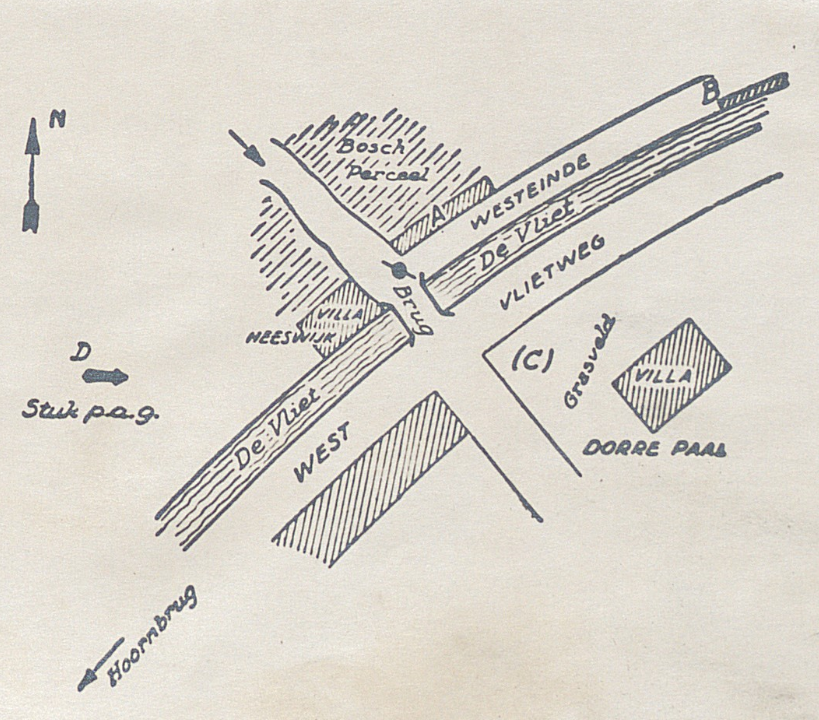 N
B
Bosch
Perceel
A
WESTEINDE
De Vliet
VLIETWEG
Brug
VILLA
HEESWIJK
(C)
Grasveld
VILLA
DORRE PAAL
D
Stuk p.a.g.
De Vliet
WEST
Hoornbrug